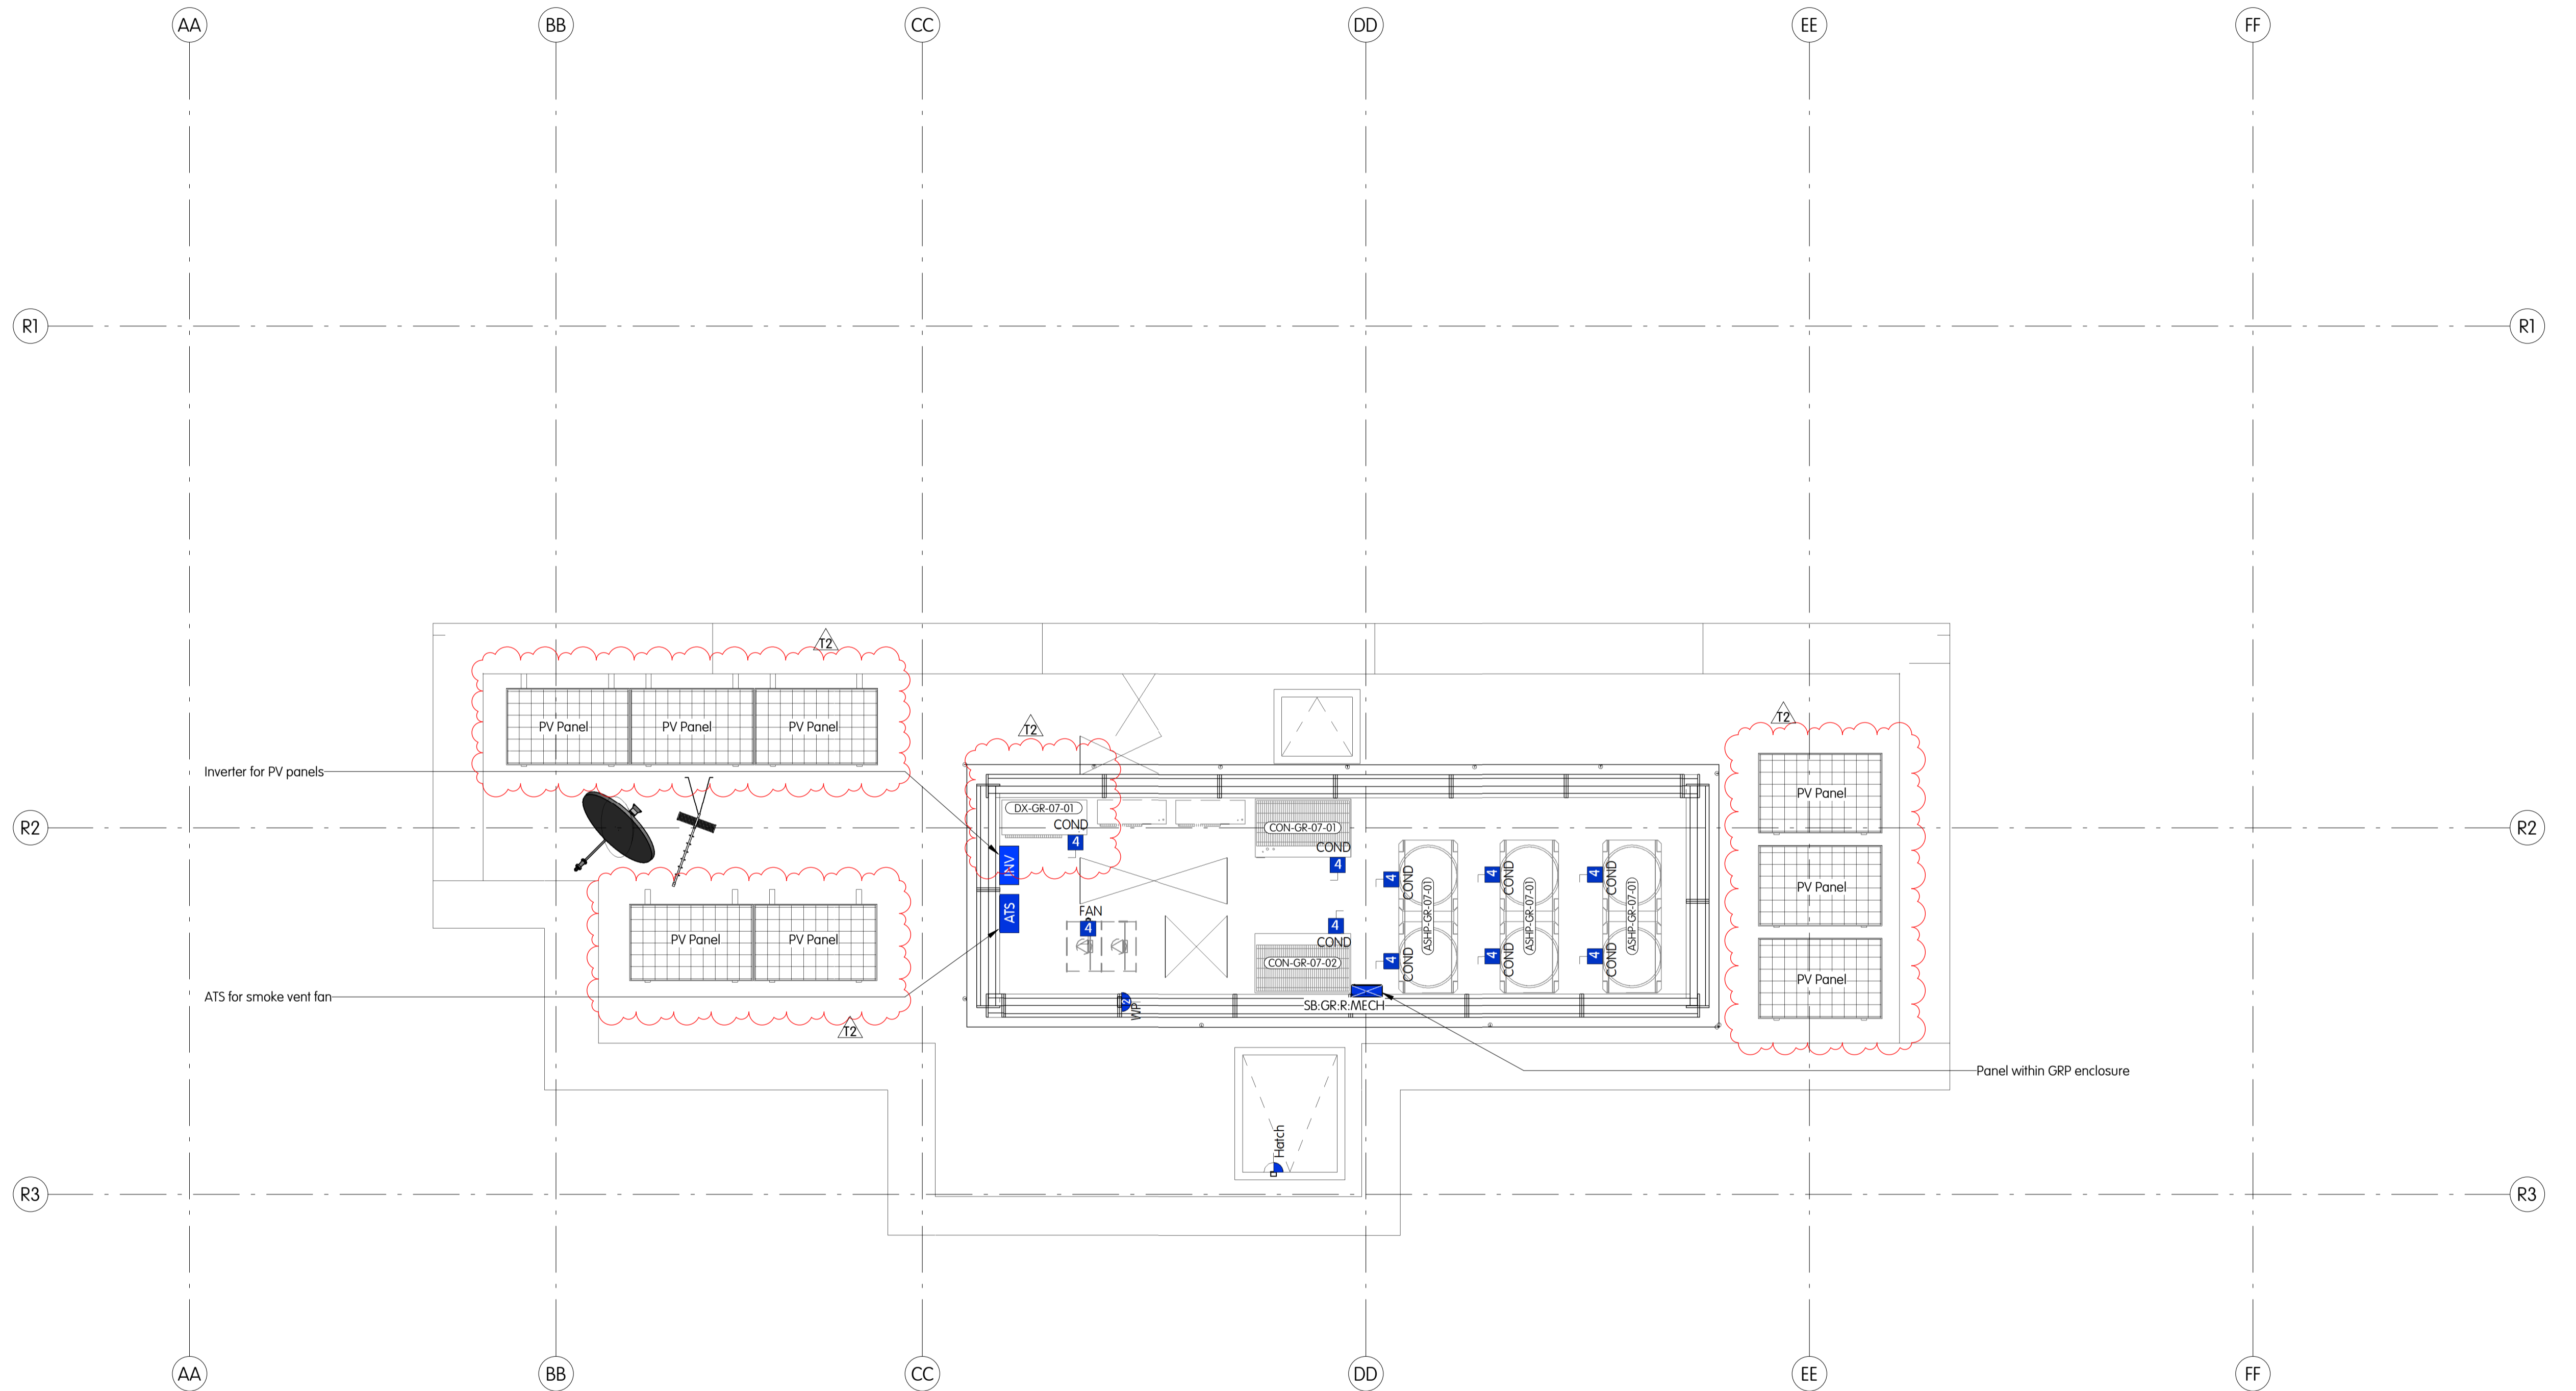 AA
BB
CC
DD
EE
FF
R1
R1
T2
T2
T2
PV Panel
PV Panel
PV Panel
Inverter for PV panels
PV Panel
DX-GR-07-01
COND
4
CON-GR-07-01
COND
4
R2
R2
INV
ATS
FAN
4
4
COND
4
COND
4
COND
4
COND
ASHP-GR-07-01
ASHP-GR-07-01
ASHP-GR-07-01
4
COND
4
COND
4
COND
PV Panel
PV Panel
PV Panel
CON-GR-07-02
PV Panel
ATS for smoke vent fan
2
WP
SB:GR:R:MECH
T2
Panel within GRP enclosure
Hatch
R3
R3
AA
BB
CC
DD
EE
FF